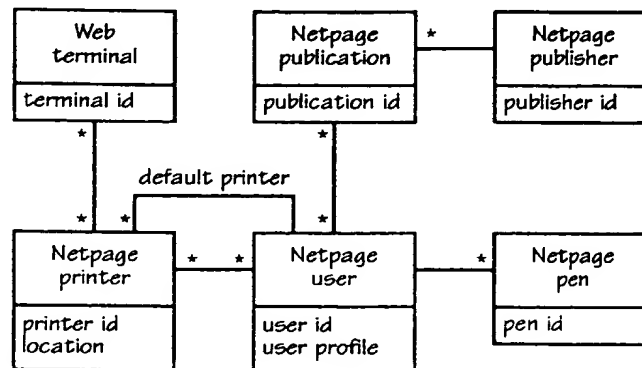 Web
terminal
terminal id
Netpage
publication
publication id
*
Netpage
publisher
publisher id
*
*
default printer
*
*
*
Netpage
printer
printer id
location
*
*
Netpage
user
user id
user profile
*
Netpage
pen
pen id